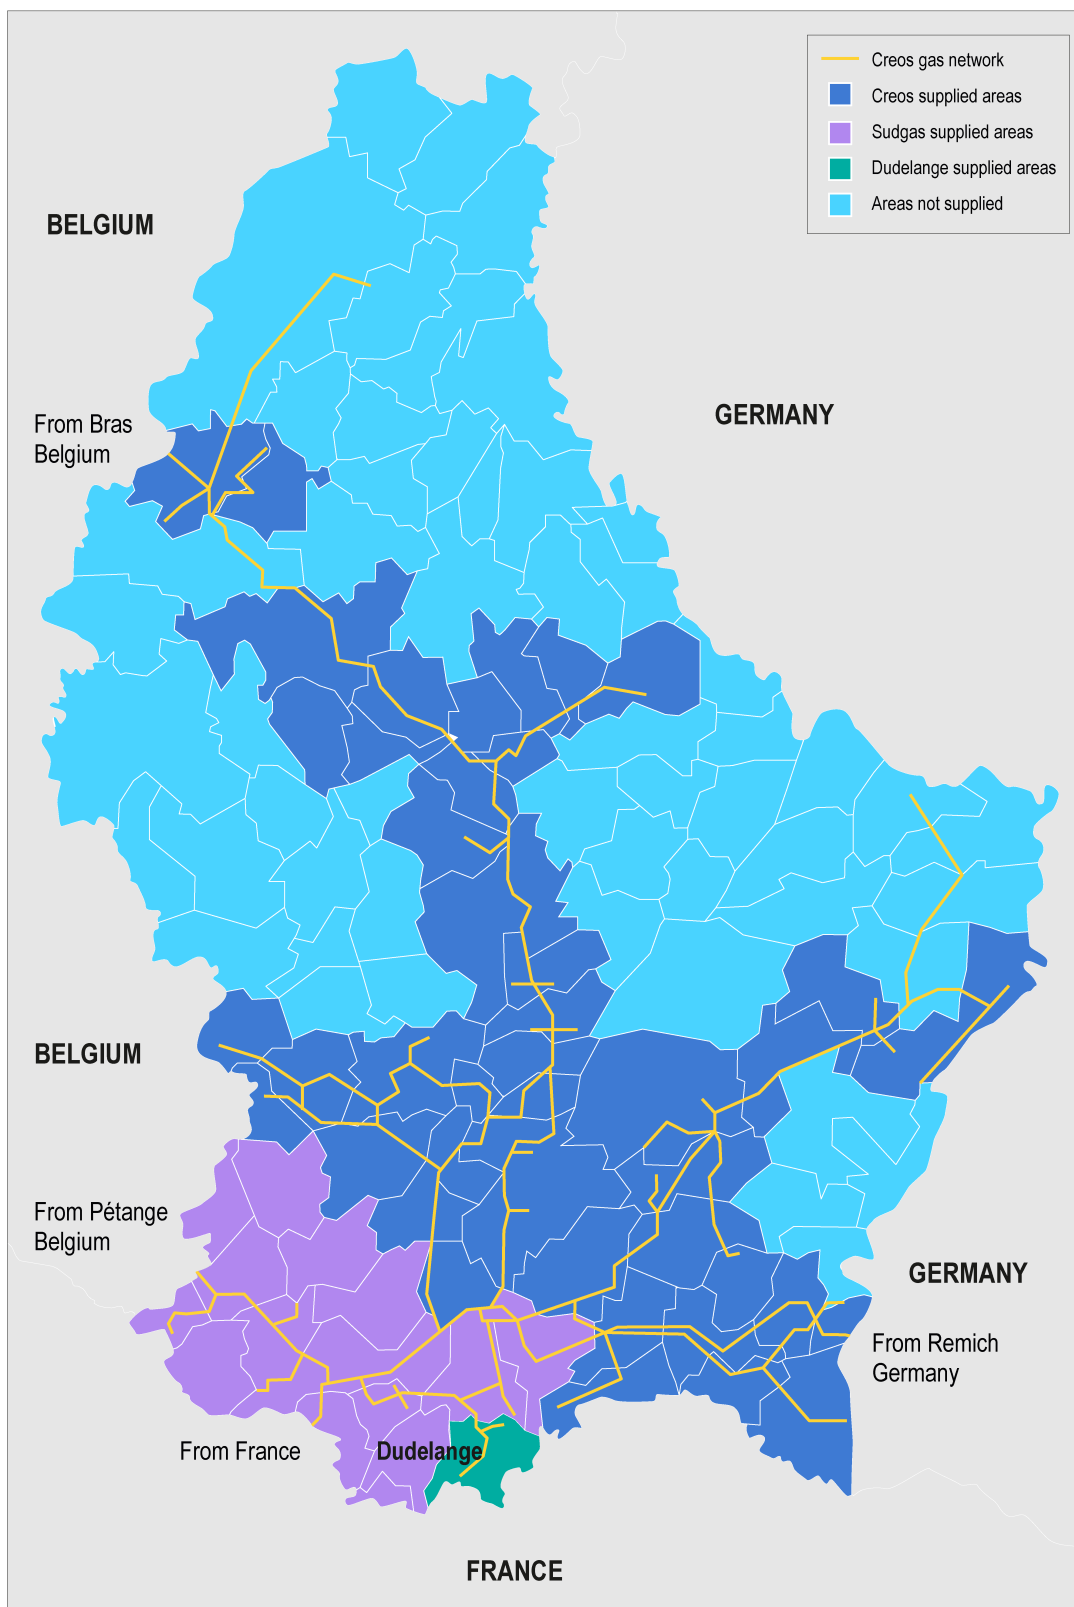 Creos gas network
Creos supplied areas
Sudgas supplied areas
Dudelange supplied areas
Areas not supplied
BELGIUM
GERMANY
From Bras
Belgium
BELGIUM
From Pétange
Belgium
GERMANY
From Remich
Germany
From France
Dudelange
FRANCE